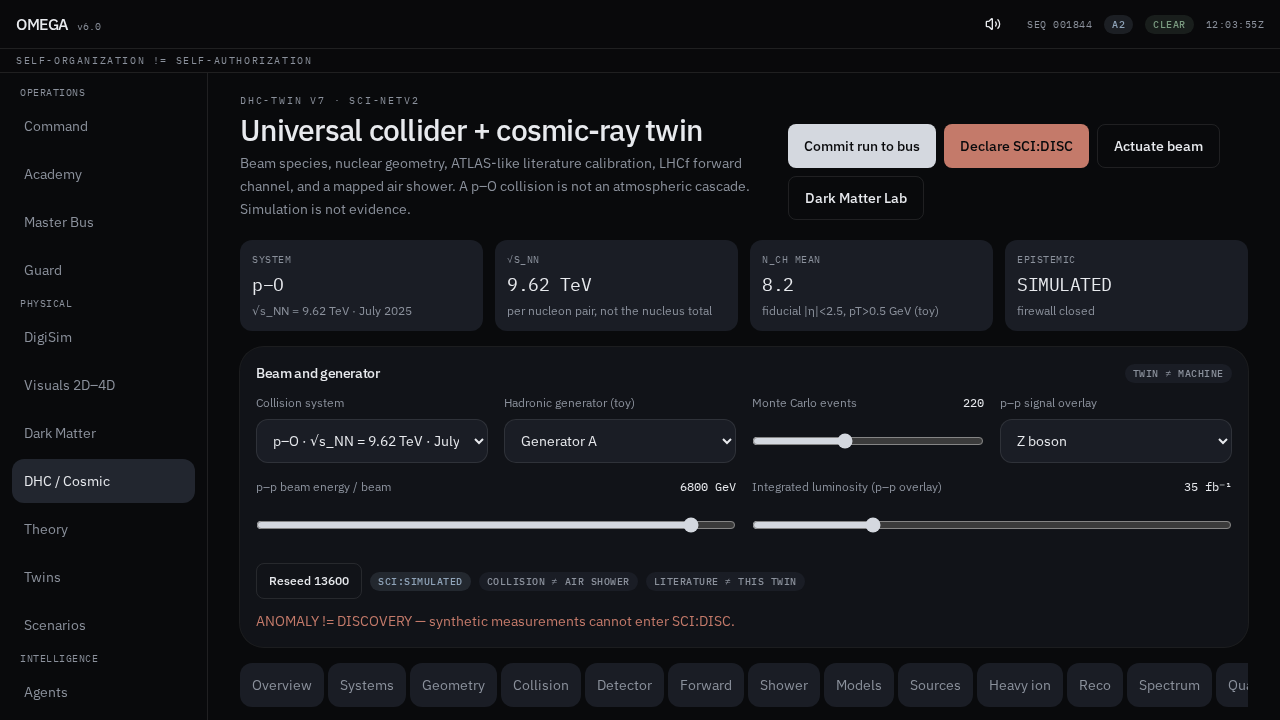 OMEGA v6.0
SEQ 001844 A2 CLEAR 12:03:55Z
SELF-ORGANIZATION != SELF-AUTHORIZATION
OPERATIONS
Command
Academy
Master Bus
Guard
PHYSICAL
DigiSim
Visuals 2D–4D
Dark Matter
DHC / Cosmic
Theory
Twins
Scenarios
INTELLIGENCE
Agents
DHC-TWIN V7 · SCI-NETV2
Universal collider + cosmic-ray twin
Beam species, nuclear geometry, ATLAS-like literature calibration, LHCf forward
channel, and a mapped air shower. A p–O collision is not an atmospheric cascade.
Simulation is not evidence.
Commit run to bus
Declare SCI:DISC
Actuate beam
Dark Matter Lab
SYSTEM
p–O
√s_NN = 9.62 TeV · July 2025
√S_NN
9.62 TeV
per nucleon pair, not the nucleus total
N_CH MEAN
8.2
fiducial |η|<2.5, pT>0.5 GeV (toy)
EPISTEMIC
SIMULATED
firewall closed
Beam and generator
TWIN ≠ MACHINE
Collision system
p–O · √s_NN = 9.62 TeV · July
Hadronic generator (toy)
Generator A
Monte Carlo events 220
p–p signal overlay
Z boson
p–p beam energy / beam 6800 GeV
Integrated luminosity (p–p overlay) 35 fb⁻¹
Reseed 13600
SCI:SIMULATED
COLLISION ≠ AIR SHOWER
LITERATURE ≠ THIS TWIN
ANOMALY != DISCOVERY — synthetic measurements cannot enter SCI:DISC.
Overview Systems Geometry Collision Detector Forward Shower Models Sources Heavy ion Reco Spectrum